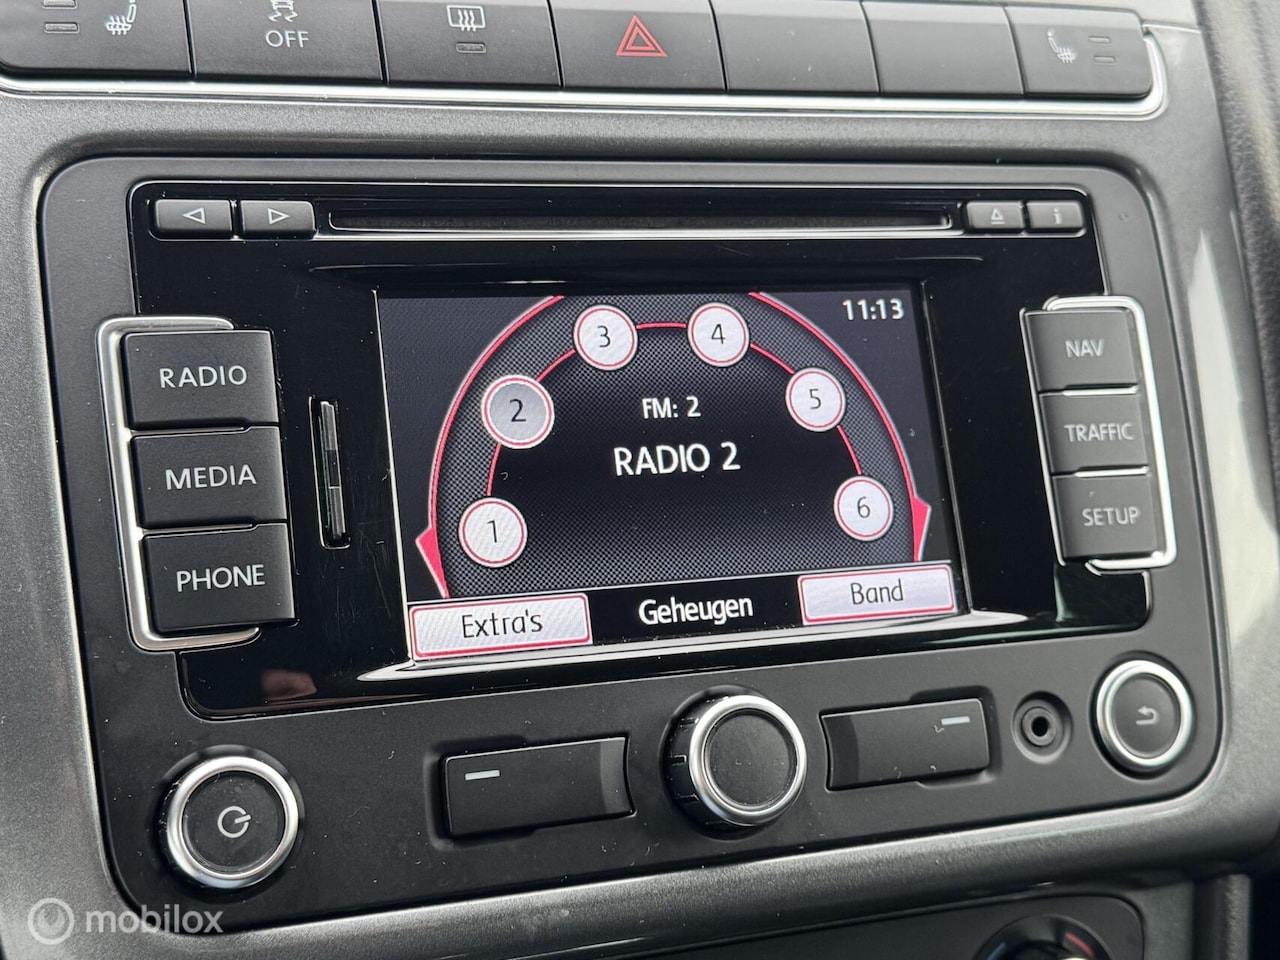 OFF
i
11:13
RADIO
MEDIA
PHONE
3
4
2
5
1
6
FM: 2
RADIO 2
NAV
TRAFFIC
SETUP
Extra's
Geheugen
Band
mobilox